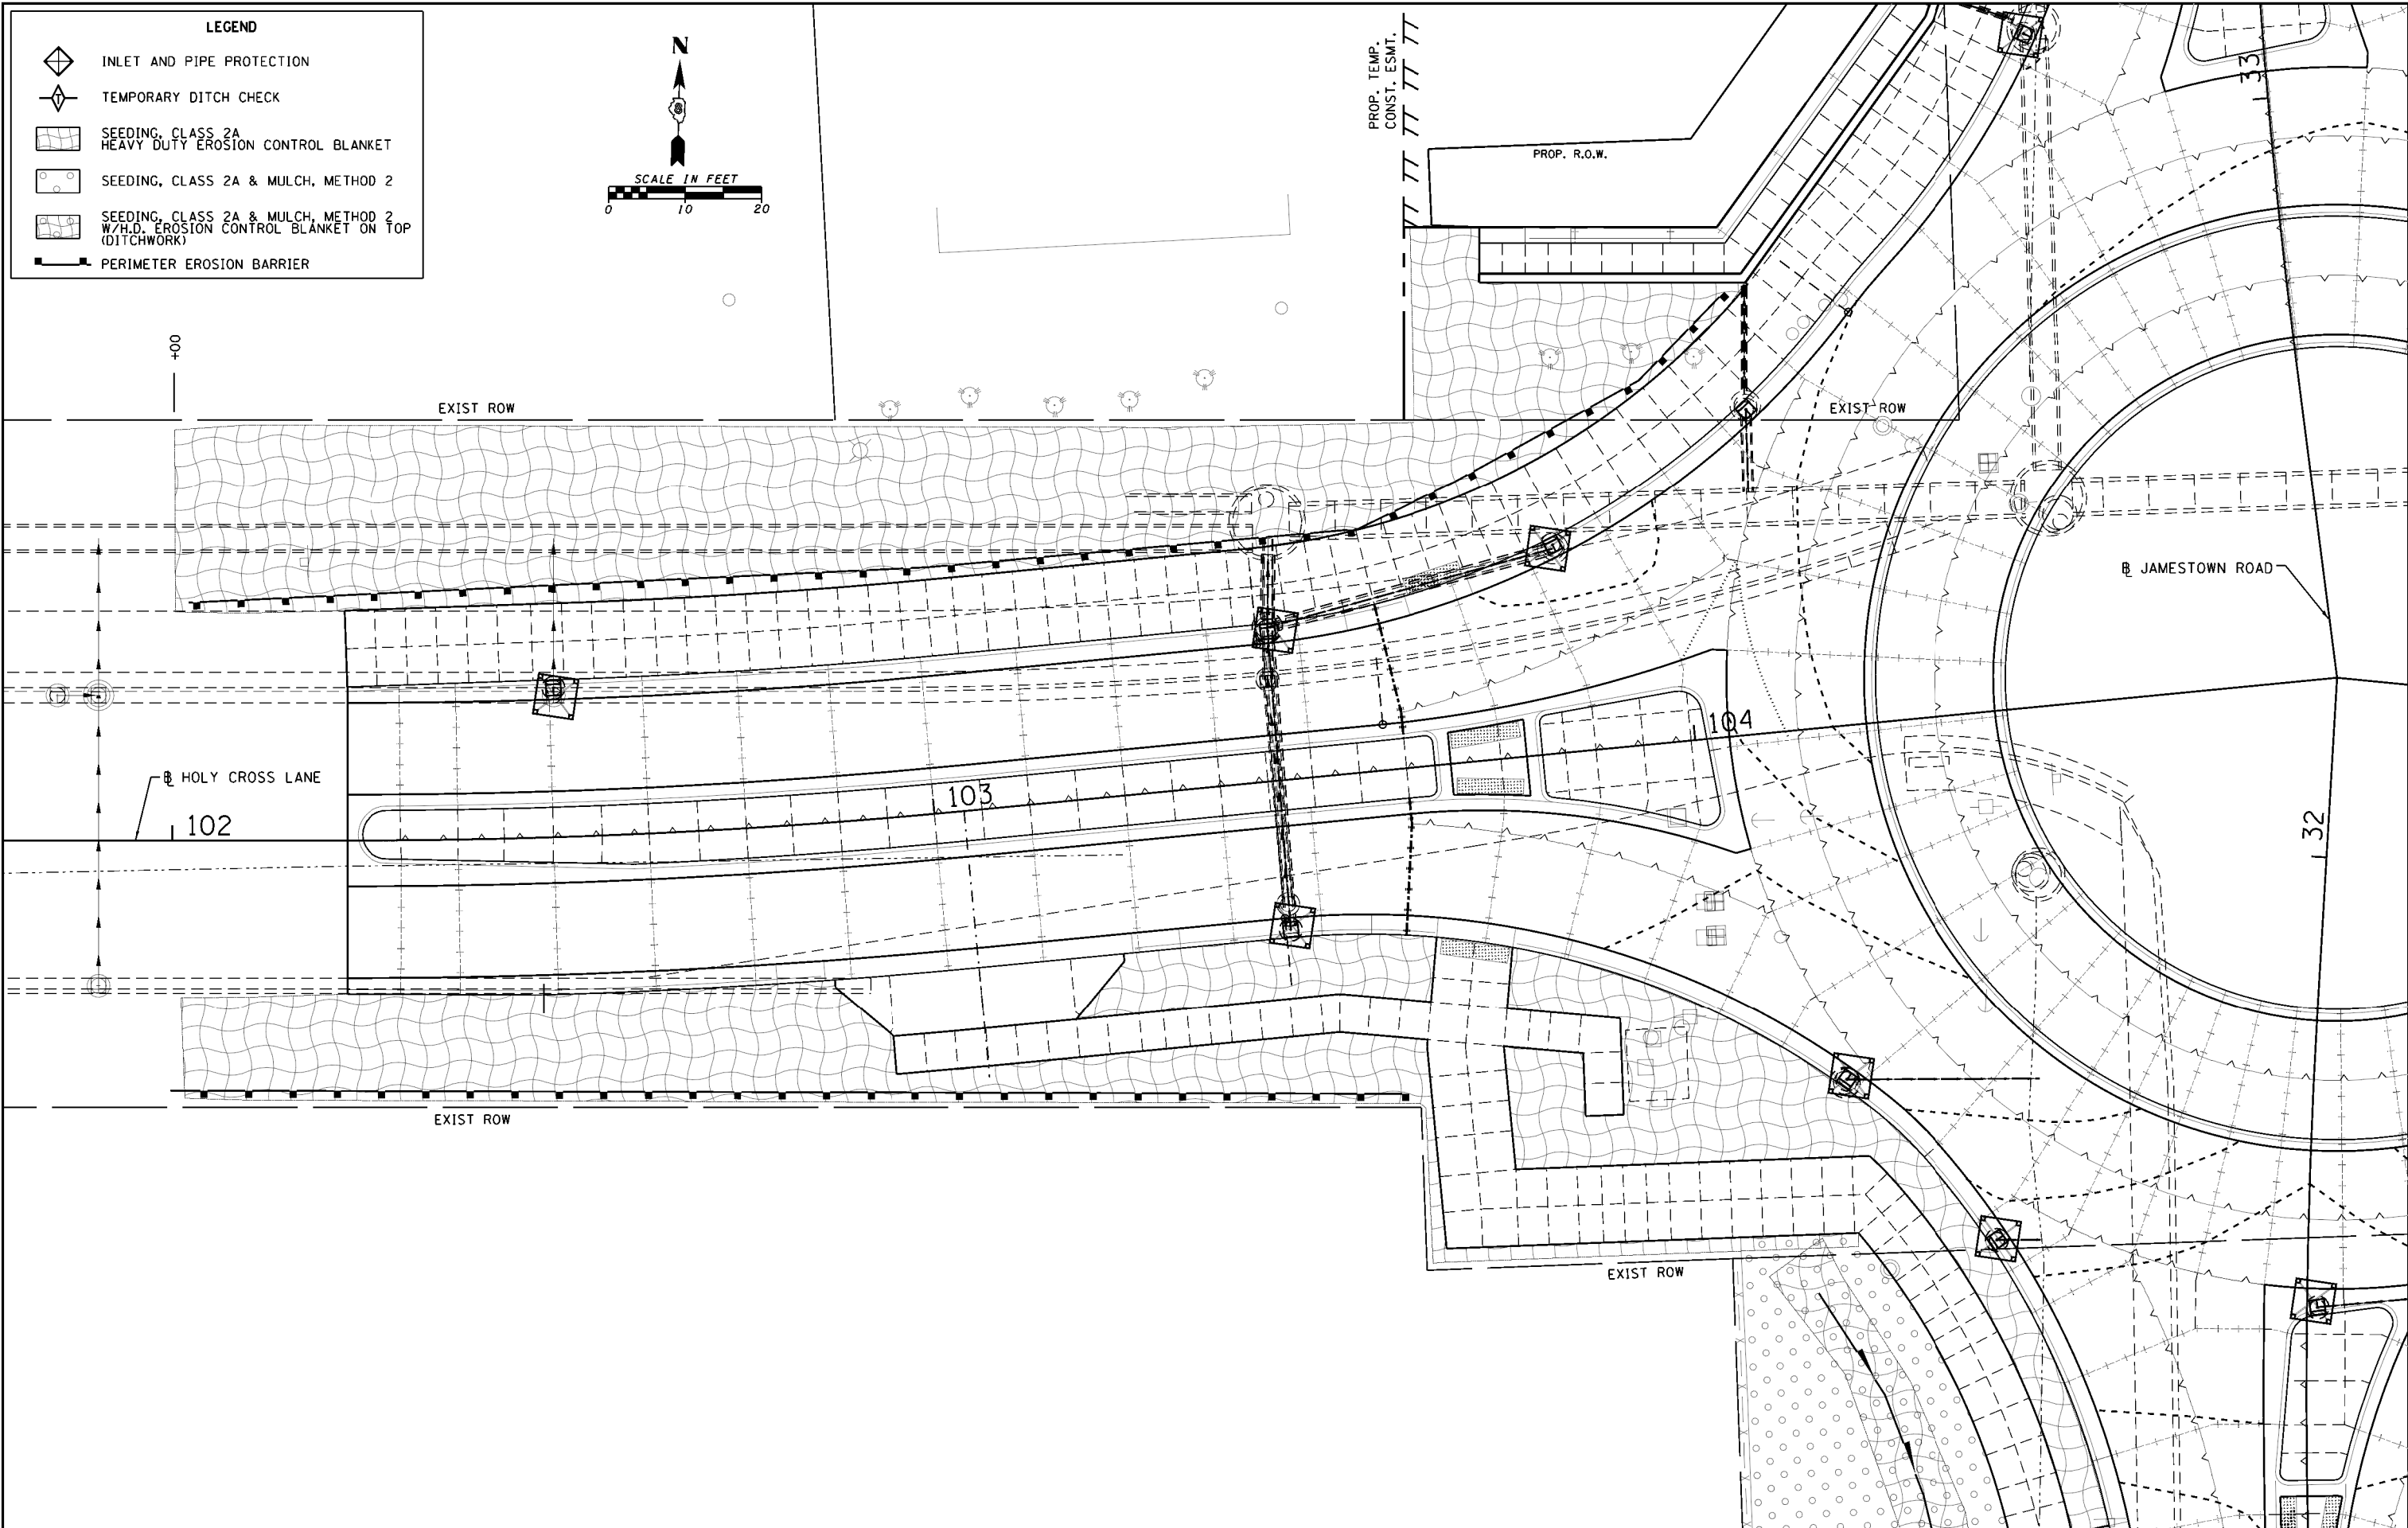 LEGEND
INLET AND PIPE PROTECTION
T
TEMPORARY DITCH CHECK
SEEDING, CLASS 2A
HEAVY DUTY EROSION CONTROL BLANKET
SEEDING, CLASS 2A & MULCH, METHOD 2
SEEDING, CLASS 2A & MULCH, METHOD 2
W/H.D. EROSION CONTROL BLANKET ON TOP
(DITCHWORK)
PERIMETER EROSION BARRIER
N
SCALE IN FEET
0 10 20
PROP. TEMP.
CONST. ESMT.
PROP. R.O.W.
33
+00
EXIST ROW
EXIST ROW
℄ JAMESTOWN ROAD
104
℄ HOLY CROSS LANE
102
103
32
EXIST ROW
EXIST ROW